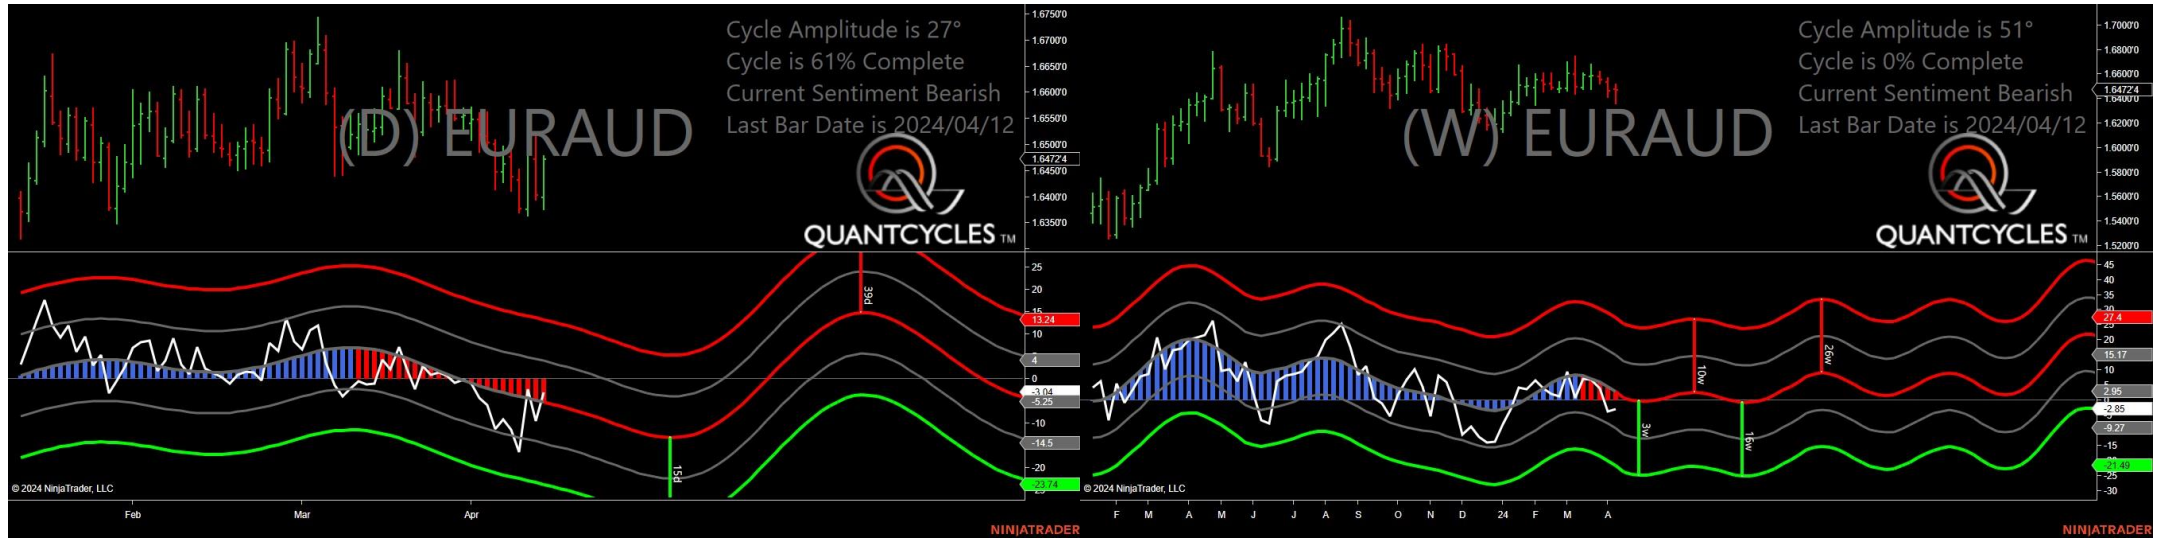 Cycle Amplitude is 27°
Cycle is 61% Complete
Current Sentiment Bearish
Last Bar Date is 2024/04/12
(D) EURAUD
QUANTCYCLES TM
1.6750'0
1.6700'0
1.6650'0
1.6600'0
1.6550'0
1.6500'0
1.6472'4
1.6450'0
1.6400'0
1.6350'0
39d
15d
25
20
15
13.24
10
4
0
-3.04
-5.25
-10
-14.5
-20
-23.74
© 2024 NinjaTrader, LLC
Feb Mar Apr
NINJATRADER
Cycle Amplitude is 51°
Cycle is 0% Complete
Current Sentiment Bearish
Last Bar Date is 2024/04/12
(W) EURAUD
QUANTCYCLES TM
1.7000'0
1.6800'0
1.6600'0
1.6472'4
1.6400'0
1.6200'0
1.6000'0
1.5800'0
1.5600'0
1.5400'0
1.5200'0
3w
10w
16w
26w
45
40
35
30
27.4
25
20
15.17
10
2.95
-2.85
-9.27
-15
-21.49
-25
-30
© 2024 NinjaTrader, LLC
F M A M J J A S O N D 24 F M A
NINJATRADER